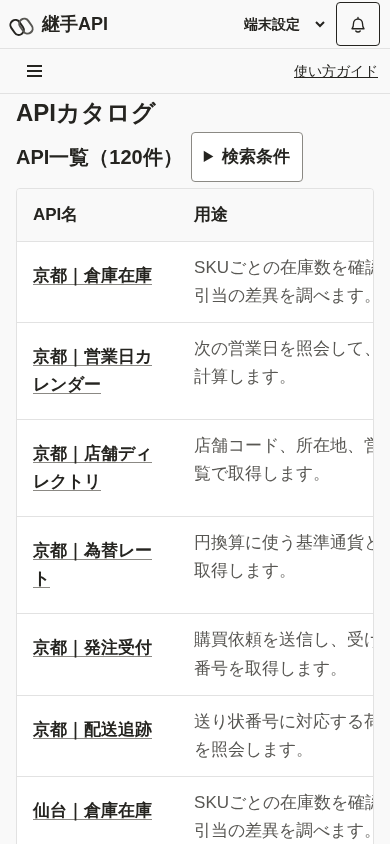 継手API 端末設定
使い方ガイド
APIカタログ
API一覧（120件） ▶ 検索条件
API名 用途
京都｜倉庫在庫 SKUごとの在庫数を確
引当の差異を調べます。
京都｜営業日カ
レンダー
次の営業日を照会して、
計算します。
京都｜店舗ディ
レクトリ
店舗コード、所在地、
覧で取得します。
京都｜為替レー
ト
円換算に使う基準通貨と
取得します。
京都｜発注受付 購買依頼を送信し、受け
番号を取得します。
京都｜配送追跡 送り状番号に対応する
を照会します。
仙台｜倉庫在庫 SKUごとの在庫数を確
引当の差異を調べます。